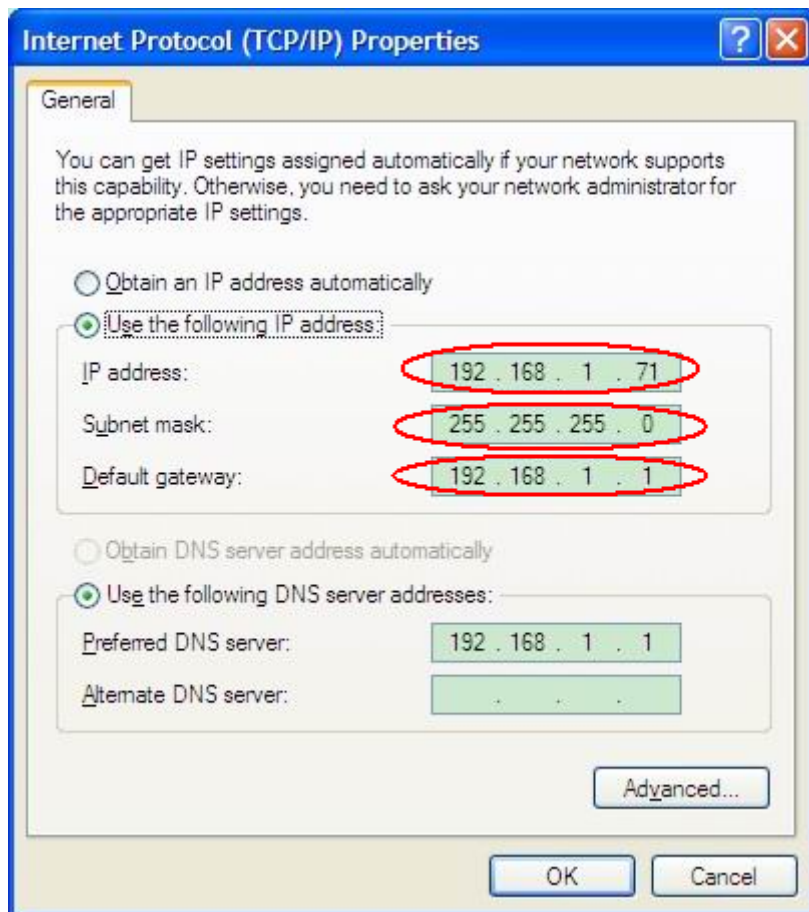 Internet Protocol (TCP/IP) Properties
General
You can get IP settings assigned automatically if your network supports
this capability. Otherwise, you need to ask your network administrator for
the appropriate IP settings.
Obtain an IP address automatically
Use the following IP address:
IP address: 192 . 168 . 1 . 71
Subnet mask: 255 . 255 . 255 . 0
Default gateway: 192 . 168 . 1 . 1
Obtain DNS server address automatically
Use the following DNS server addresses:
Preferred DNS server: 192 . 168 . 1 . 1
Alternate DNS server: . . .
Advanced...
OK Cancel